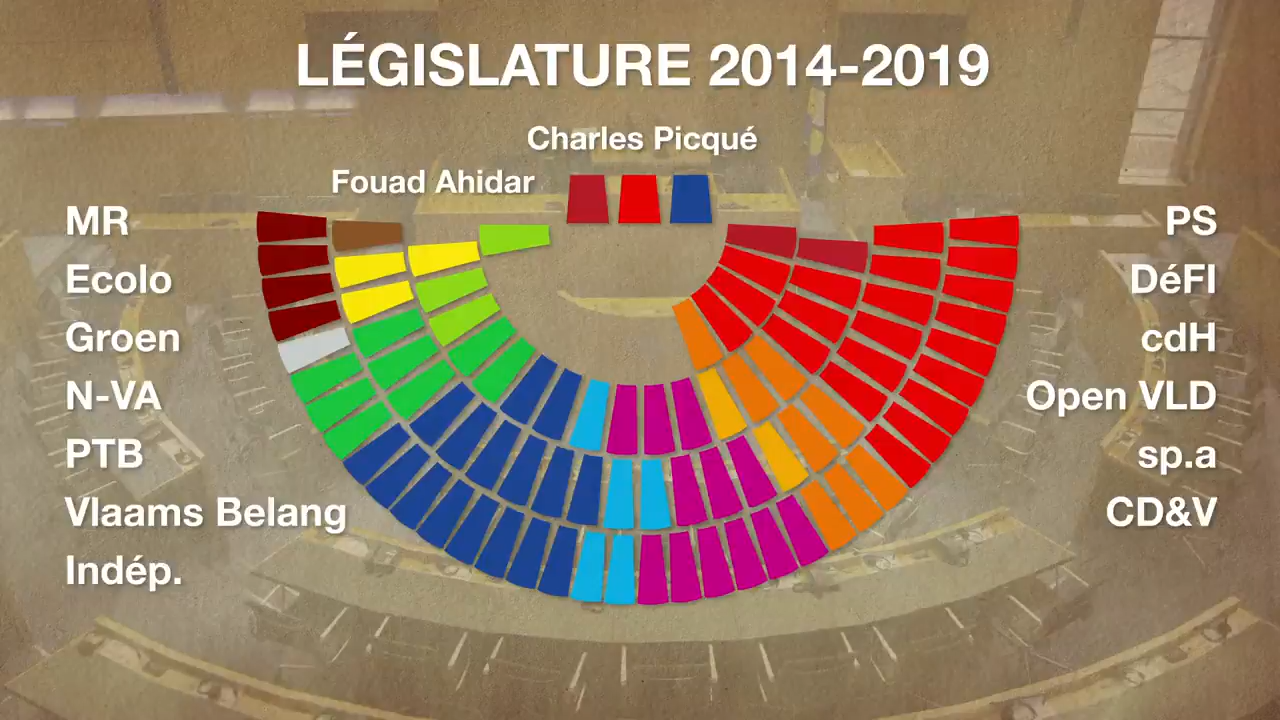 LÉGISLATURE 2014-2019
Charles Picqué
Fouad Ahidar
MR
Ecolo
Groen
N-VA
PTB
Vlaams Belang
Indép.
PS
DéFI
cdH
Open VLD
sp.a
CD&V